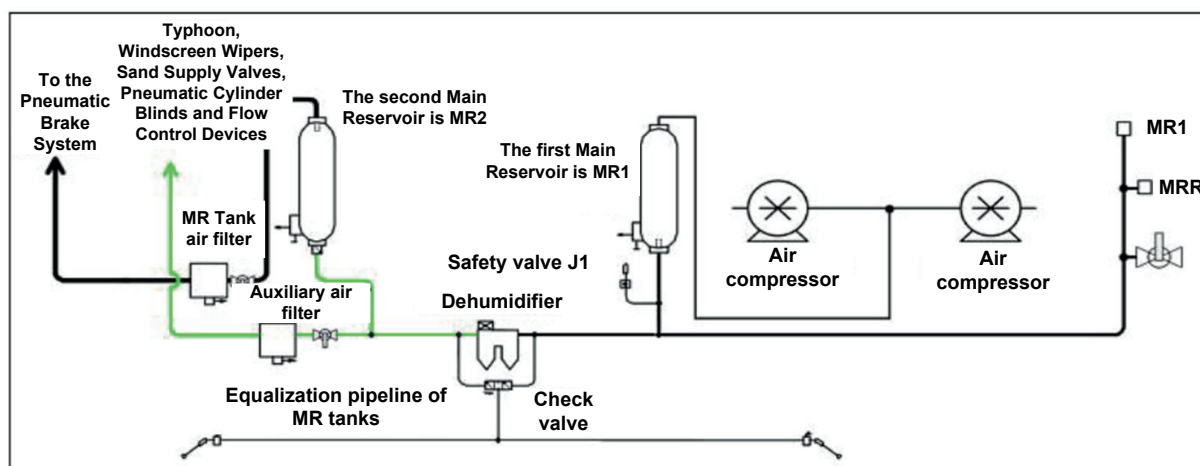 Typhoon,
Windscreen Wipers,
Sand Supply Valves,
Pneumatic Cylinder
Blinds and Flow
Control Devices
To the
Pneumatic
Brake
System
The second Main
Reservoir is MR2
The first Main
Reservoir is MR1
MR1
MRR
MR Tank
air filter
Air
compressor
Air
compressor
Safety valve J1
Auxiliary air
filter
Dehumidifier
Equalization pipeline of
MR tanks
Check
valve